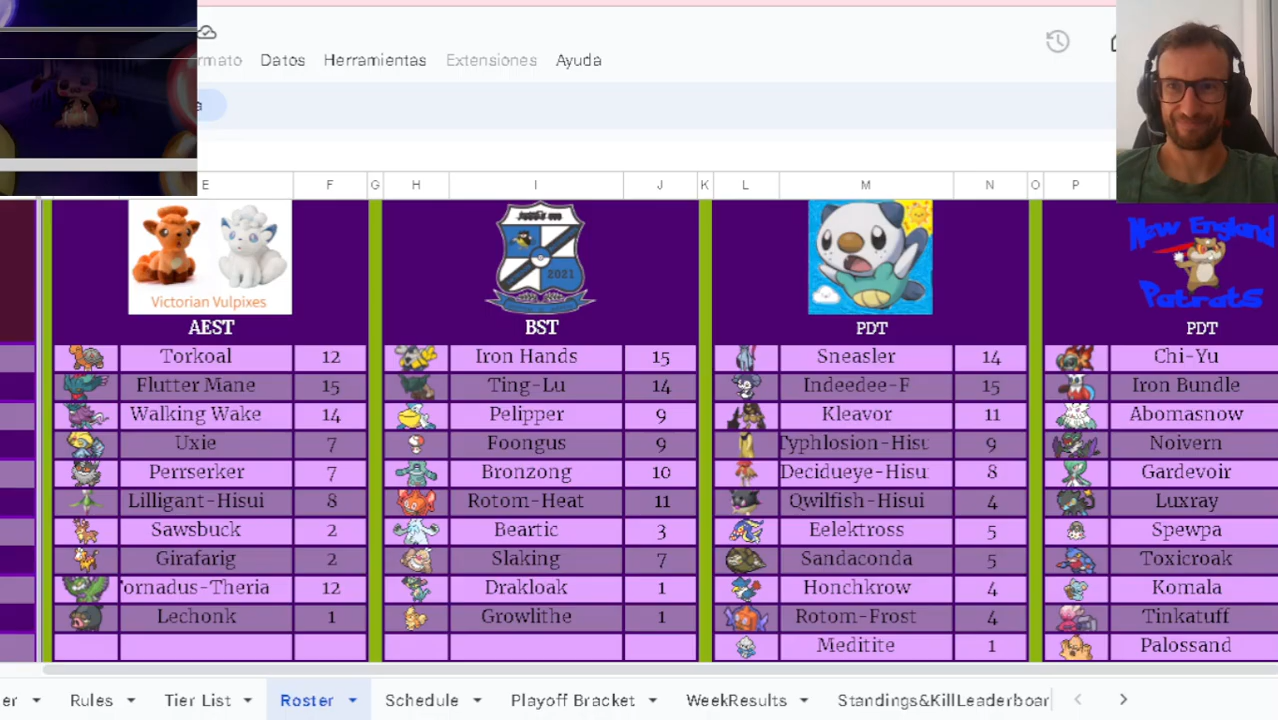 rmato Datos Herramientas Extensiones Ayuda
E F G H I J K L M N O P
Victorian Vulpixes
2021
New England
Patrats
AEST BST PDT PDT
Torkoal 12 Iron Hands 15 Sneasler 14 Chi-Yu
Flutter Mane 15 Ting-Lu 14 Indeedee-F 15 Iron Bundle
Walking Wake 14 Pelipper 9 Kleavor 11 Abomasnow
Uxie 7 Foongus 9 Typhlosion-Hisu 9 Noivern
Perrserker 7 Bronzong 10 Decidueye-Hisu 8 Gardevoir
Lilligant-Hisui 8 Rotom-Heat 11 Qwilfish-Hisui 4 Luxray
Sawsbuck 2 Beartic 3 Eelektross 5 Spewpa
Girafarig 2 Slaking 7 Sandaconda 5 Toxicroak
ornadus-Theria 12 Drakloak 1 Honchkrow 4 Komala
Lechonk 1 Growlithe 1 Rotom-Frost 4 Tinkatuff
Meditite 1 Palossand
er Rules Tier List Roster Schedule Playoff Bracket WeekResults Standings&KillLeaderboar